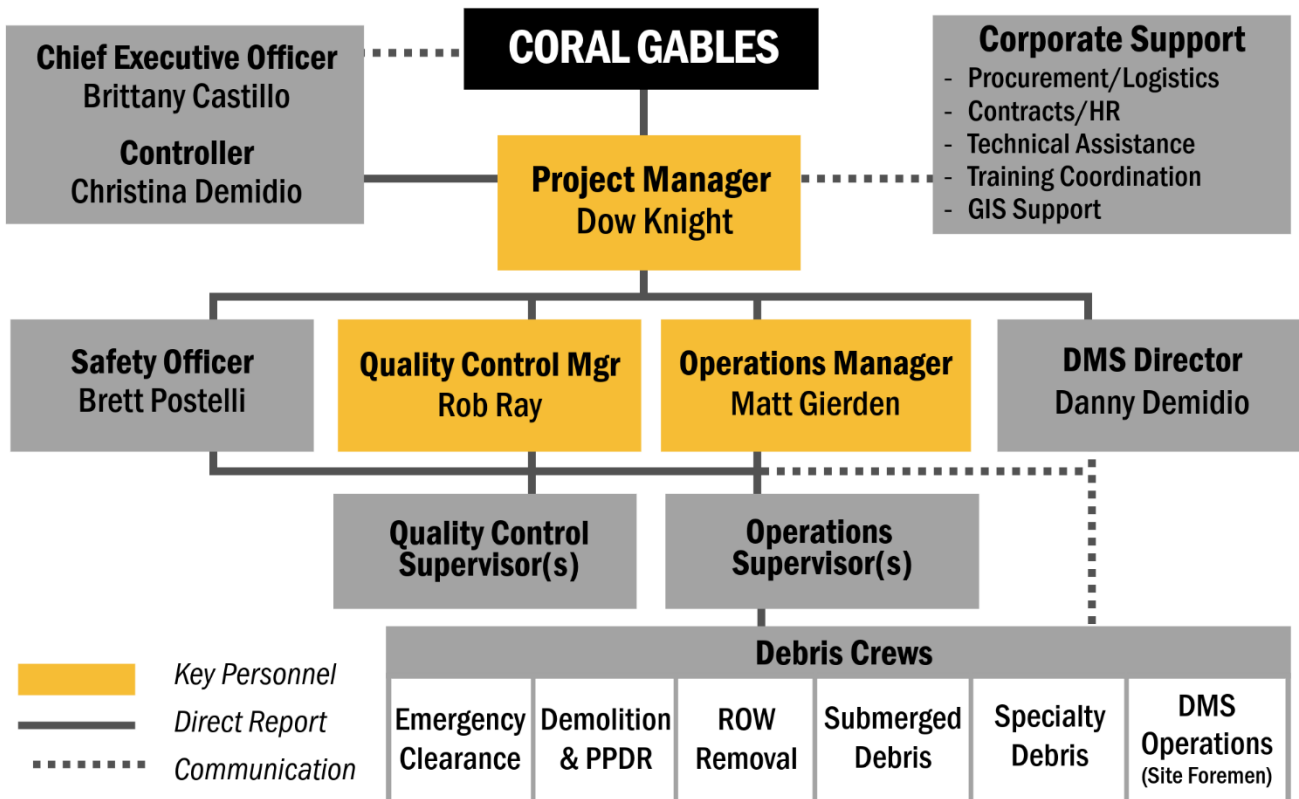 CORAL GABLES
Chief Executive Officer
Brittany Castillo
Controller
Christina Demidio
Corporate Support
- Procurement/Logistics
- Contracts/HR
- Technical Assistance
- Training Coordination
- GIS Support
Project Manager
Dow Knight
Safety Officer
Brett Postelli
Quality Control Mgr
Rob Ray
Operations Manager
Matt Gierden
DMS Director
Danny Demidio
Quality Control
Supervisor(s)
Operations
Supervisor(s)
Debris Crews
Emergency
Clearance
Demolition
& PPDR
ROW
Removal
Submerged
Debris
Specialty
Debris
DMS
Operations
(Site Foremen)
Key Personnel
Direct Report
Communication